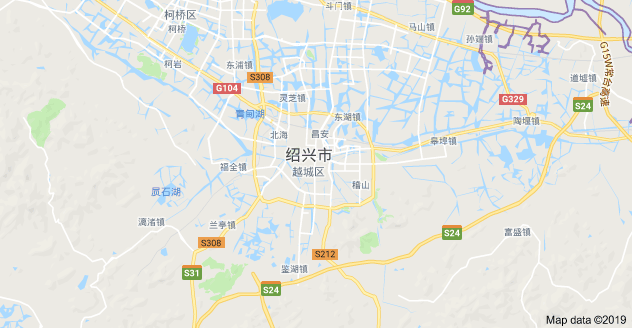 斗门镇
G92
柯桥区
柯桥
马山镇
孙端镇
G15W常台高速
柯岩
东浦镇
S308
道墟镇
G104
灵芝镇
G329
S24
青甸湖
东湖镇
陶堰镇
北海
昌安
皋埠镇
绍兴市
越城区
福全镇
稽山
漓渚镇
兰亭镇
富盛镇
S24
S308
S212
鉴湖镇
S31
S24
Map data ©2019